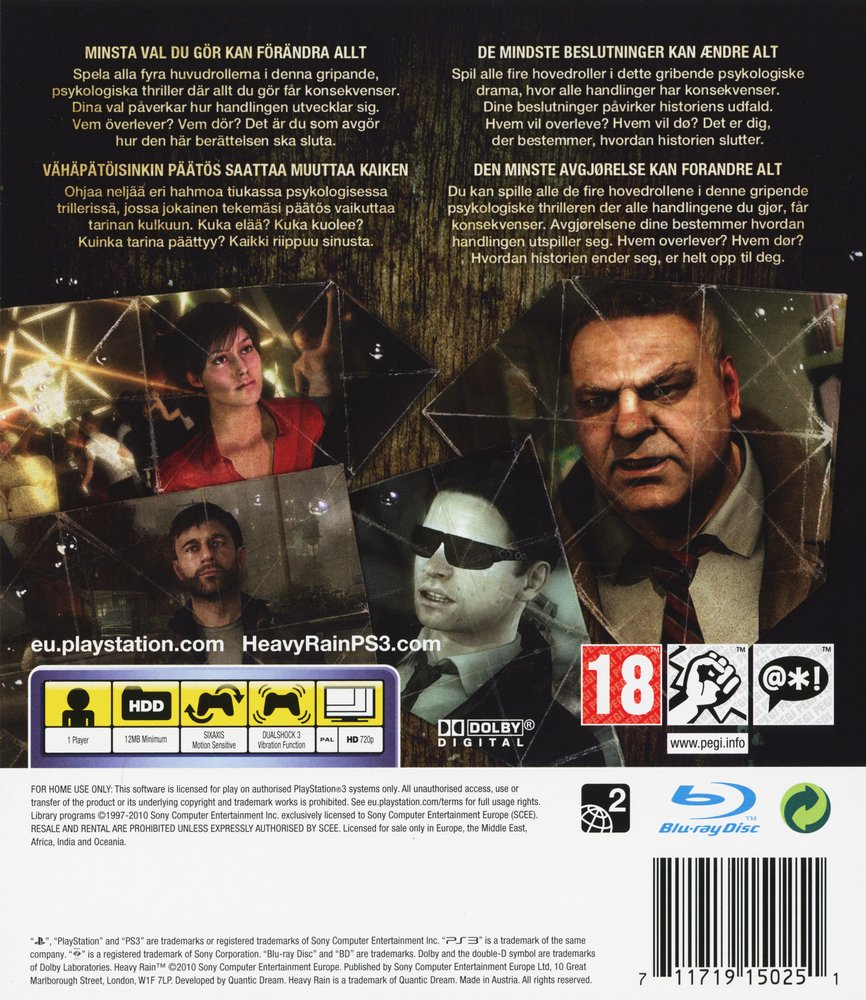 MINSTA VAL DU GÖR KAN FÖRÄNDRA ALLT
Spela alla fyra huvudrollerna i denna gripande,
psykologiska thriller där allt du gör får konsekvenser.
Dina val påverkar hur handlingen utvecklar sig.
Vem överlever? Vem dör? Det är du som avgör
hur den här berättelsen ska sluta.
VÄHÄPÄTÖISINKIN PÄÄTÖS SAATTAA MUUTTAA KAIKEN
Ohjaa neljää eri hahmoa tiukassa psykologisessa
trillerissä, jossa jokainen tekemäsi päätös vaikuttaa
tarinan kulkuun. Kuka elää? Kuka kuolee?
Kuinka tarina päättyy? Kaikki riippuu sinusta.
DE MINDSTE BESLUTNINGER KAN ÆNDRE ALT
Spil alle fire hovedroller i dette gribende psykologiske
drama, hvor alle handlinger har konsekvenser.
Dine beslutninger påvirker historiens udfald.
Hvem vil overleve? Hvem vil dø? Det er dig,
der bestemmer, hvordan historien slutter.
DEN MINSTE AVGJØRELSE KAN FORANDRE ALT
Du kan spille alle de fire hovedrollene i denne gripende
psykologiske thrilleren der alle handlingene du gjør, får
konsekvenser. Avgjørelsene dine bestemmer hvordan
handlingen utspiller seg. Hvem overlever? Hvem dør?
Hvordan historien ender seg, er helt opp til deg.
eu.playstation.com HeavyRainPS3.com
HDD
1 Player
12MB Minimum
SIXAXIS
Motion Sensitive
DUALSHOCK 3
Vibration Function
PAL
HD 720p
DOLBY®
DIGITAL
18
™
™
@*!
™
www.pegi.info
FOR HOME USE ONLY: This software is licensed for play on authorised PlayStation®3 systems only. All unauthorised access, use or
transfer of the product or its underlying copyright and trademark works is prohibited. See eu.playstation.com/terms for full usage rights.
Library programs ©1997-2010 Sony Computer Entertainment Inc. exclusively licensed to Sony Computer Entertainment Europe (SCEE).
RESALE AND RENTAL ARE PROHIBITED UNLESS EXPRESSLY AUTHORISED BY SCEE. Licensed for sale only in Europe, the Middle East,
Africa, India and Oceania.
2
Blu-ray Disc™
"", "PlayStation" and "PS3" are trademarks or registered trademarks of Sony Computer Entertainment Inc. "PS3" is a trademark of the same
company. "" is a registered trademark of Sony Corporation. "Blu-ray Disc" and "BD" are trademarks. Dolby and the double-D symbol are trademarks
of Dolby Laboratories. Heavy Rain™ ©2010 Sony Computer Entertainment Europe. Published by Sony Computer Entertainment Europe Ltd, 10 Great
Marlborough Street, London, W1F 7LP. Developed by Quantic Dream. Heavy Rain is a trademark of Quantic Dream. Made in Austria. All rights reserved.
7 11719 15025 1